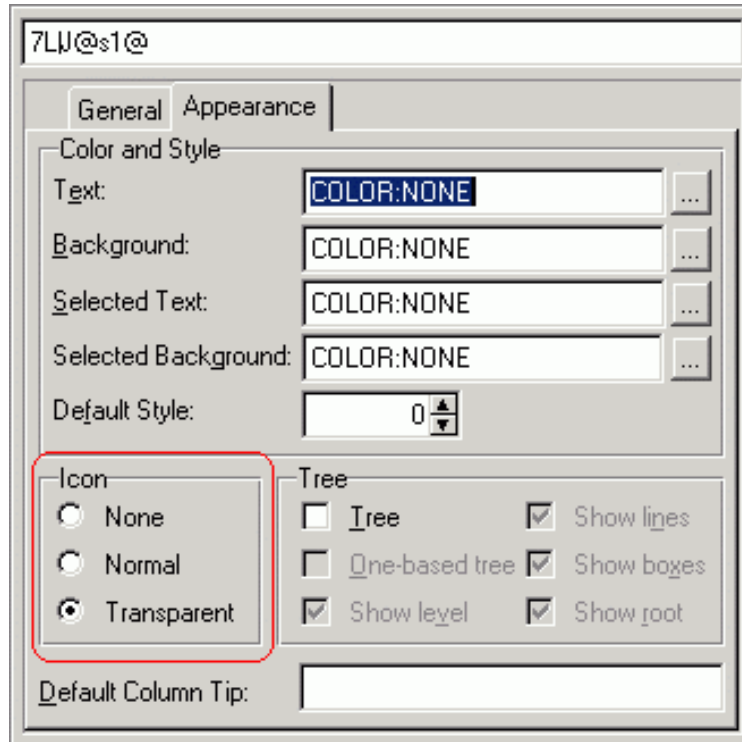 7LIJ@s1@
General Appearance
Color and Style
Text: COLOR:NONE ...
Background: COLOR:NONE ...
Selected Text: COLOR:NONE ...
Selected Background: COLOR:NONE ...
Default Style: 0
Icon Tree
None Tree Show lines
Normal One-based tree Show boxes
Transparent Show level Show root
Default Column Tip: